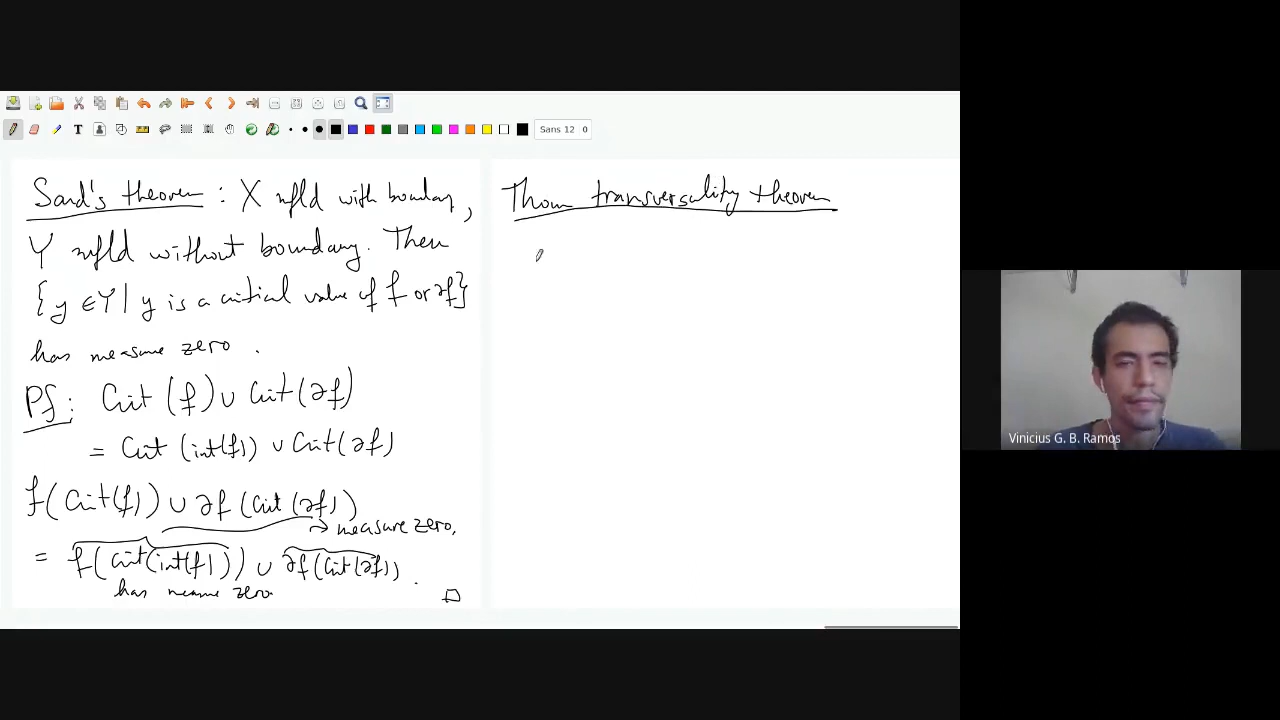 Sans 12 0
Sard's theorem : X mfld with boundary,
Y mfld without boundary. Then
{y ∈ Y | y is a critical value of f or ∂f}
has measure zero .
Pf: Crit (f) ∪ Crit (∂f)
= Crit (int(f)) ∪ Crit(∂f)
f(Crit(f)) ∪ ∂f (Crit (∂f))
→ measure zero.
= f(Crit(int(f))) ∪ ∂f(Crit(∂f)) .
has measure zero □
Thom transversality theorem
Vinicius G. B. Ramos